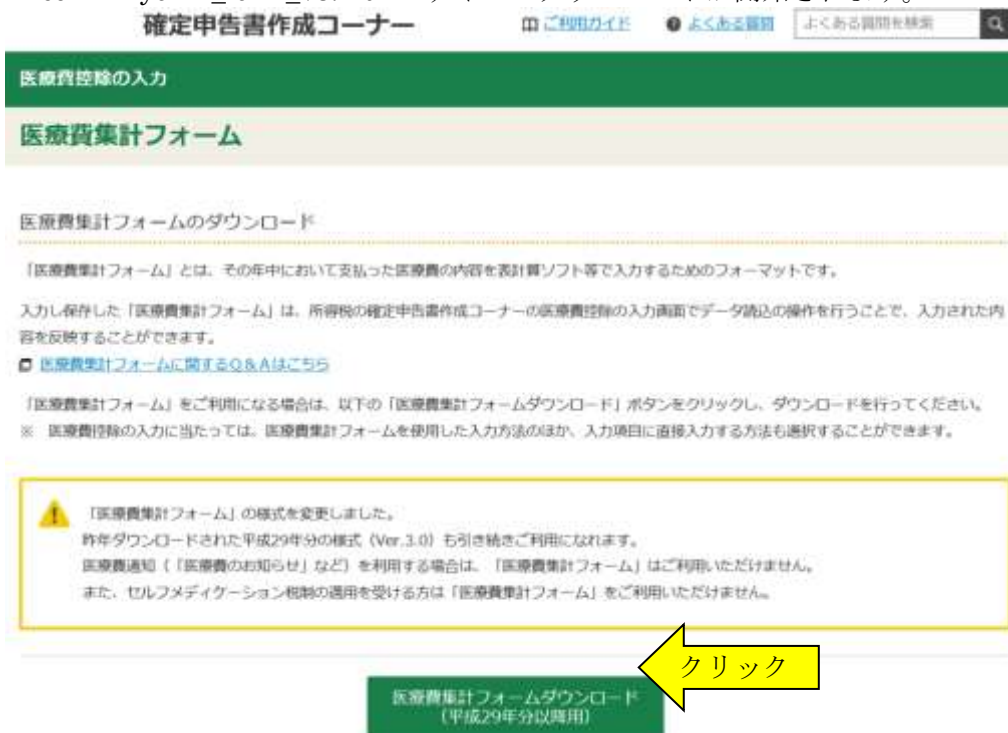 確定申告書作成コーナー ご利用ガイド よくある質問 よくある質問を検索
医療費控除の入力
医療費集計フォーム
医療費集計フォームのダウンロード
「医療費集計フォーム」とは、その年中において支払った医療費の内容を表計算ソフト等で入力するためのフォーマットです。
入力し保存した「医療費集計フォーム」は、所得税の確定申告書作成コーナーの医療費控除の入力画面でデータ読込の操作を行うことで、入力された内
容を反映することができます。
医療費集計フォームに関するQ&Aはこちら
「医療費集計フォーム」をご利用になる場合は、以下の「医療費集計フォームダウンロード」ボタンをクリックし、ダウンロードを行ってください。
※ 医療費控除の入力に当たっては、医療費集計フォームを使用した入力方法のほか、入力項目に直接入力する方法も選択することができます。
「医療費集計フォーム」の様式を変更しました。
昨年ダウンロードされた平成29年分の様式(Ver.3.0)も引き続きご利用になれます。
医療費通知(「医療費のお知らせ」など)を利用する場合は、「医療費集計フォーム」はご利用いただけません。
また、セルフメディケーション税制の適用を受ける方は「医療費集計フォーム」をご利用いただけません。
クリック
医療費集計フォームダウンロード
(平成29年分以降用)